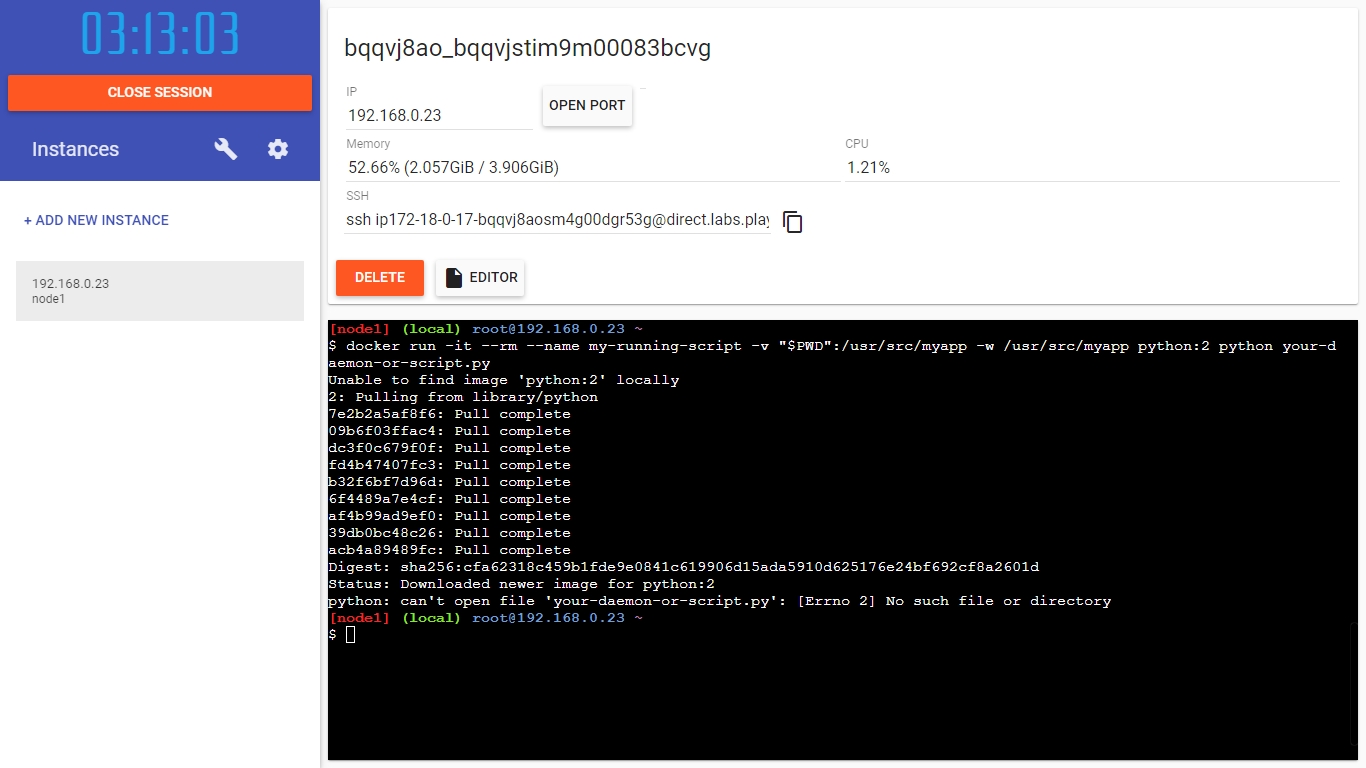 03:13:03
CLOSE SESSION
Instances
+ ADD NEW INSTANCE
192.168.0.23
node1
bqqvj8ao_bqqvjstim9m00083bcvg
IP
192.168.0.23
OPEN PORT
Memory
52.66% (2.057GiB / 3.906GiB)
CPU
1.21%
SSH
ssh ip172-18-0-17-bqqvj8aosm4g00dgr53g@direct.labs.play
DELETE
EDITOR
[node1] (local) root@192.168.0.23 ~
$ docker run -it --rm --name my-running-script -v "$PWD":/usr/src/myapp -w /usr/src/myapp python:2 python your-d
aemon-or-script.py
Unable to find image 'python:2' locally
2: Pulling from library/python
7e2b2a5af8f6: Pull complete
09b6f03ffac4: Pull complete
dc3f0c679f0f: Pull complete
fd4b47407fc3: Pull complete
b32f6bf7d96d: Pull complete
6f4489a7e4cf: Pull complete
af4b99ad9ef0: Pull complete
39db0bc48c26: Pull complete
acb4a89489fc: Pull complete
Digest: sha256:cfa62318c459b1fde9e0841c619906d15ada5910d625176e24bf692cf8a2601d
Status: Downloaded newer image for python:2
python: can't open file 'your-daemon-or-script.py': [Errno 2] No such file or directory
[node1] (local) root@192.168.0.23 ~
$